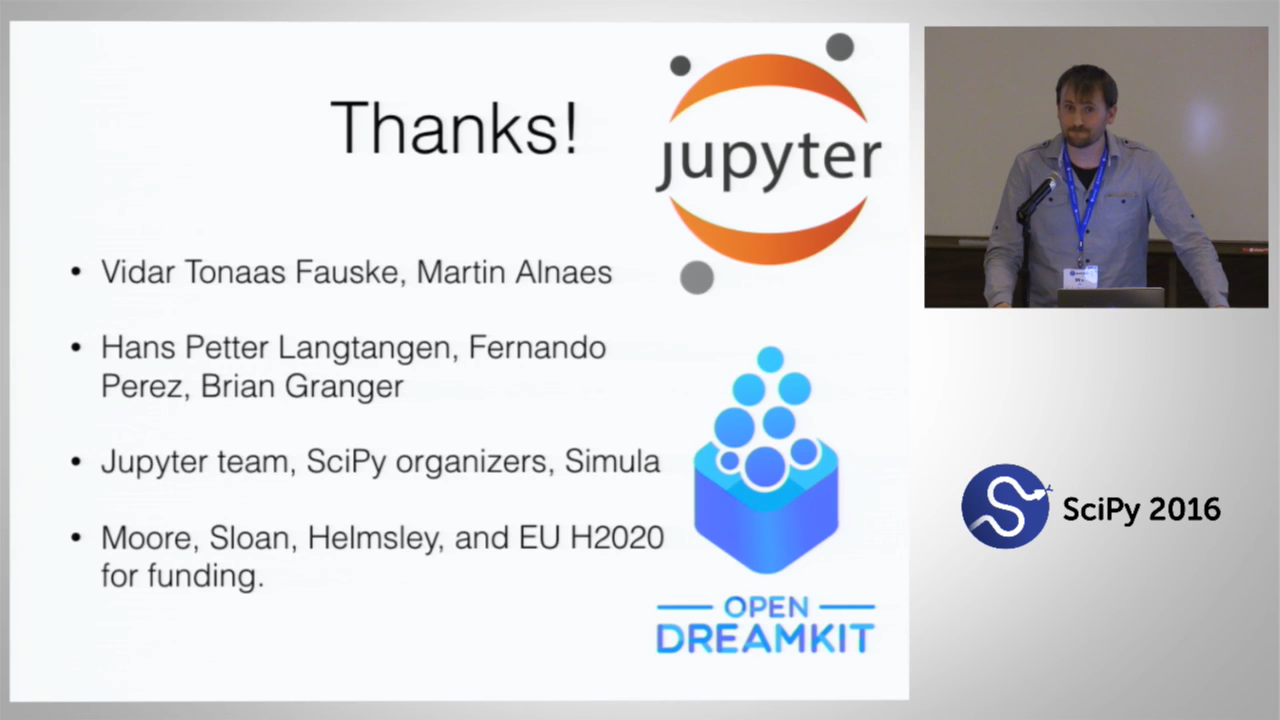 Thanks!
jupyter
• Vidar Tonaas Fauske, Martin Alnaes
• Hans Petter Langtangen, Fernando
Perez, Brian Granger
• Jupyter team, SciPy organizers, Simula
• Moore, Sloan, Helmsley, and EU H2020
for funding.
OPEN
DREAMKIT
SciPy 2016